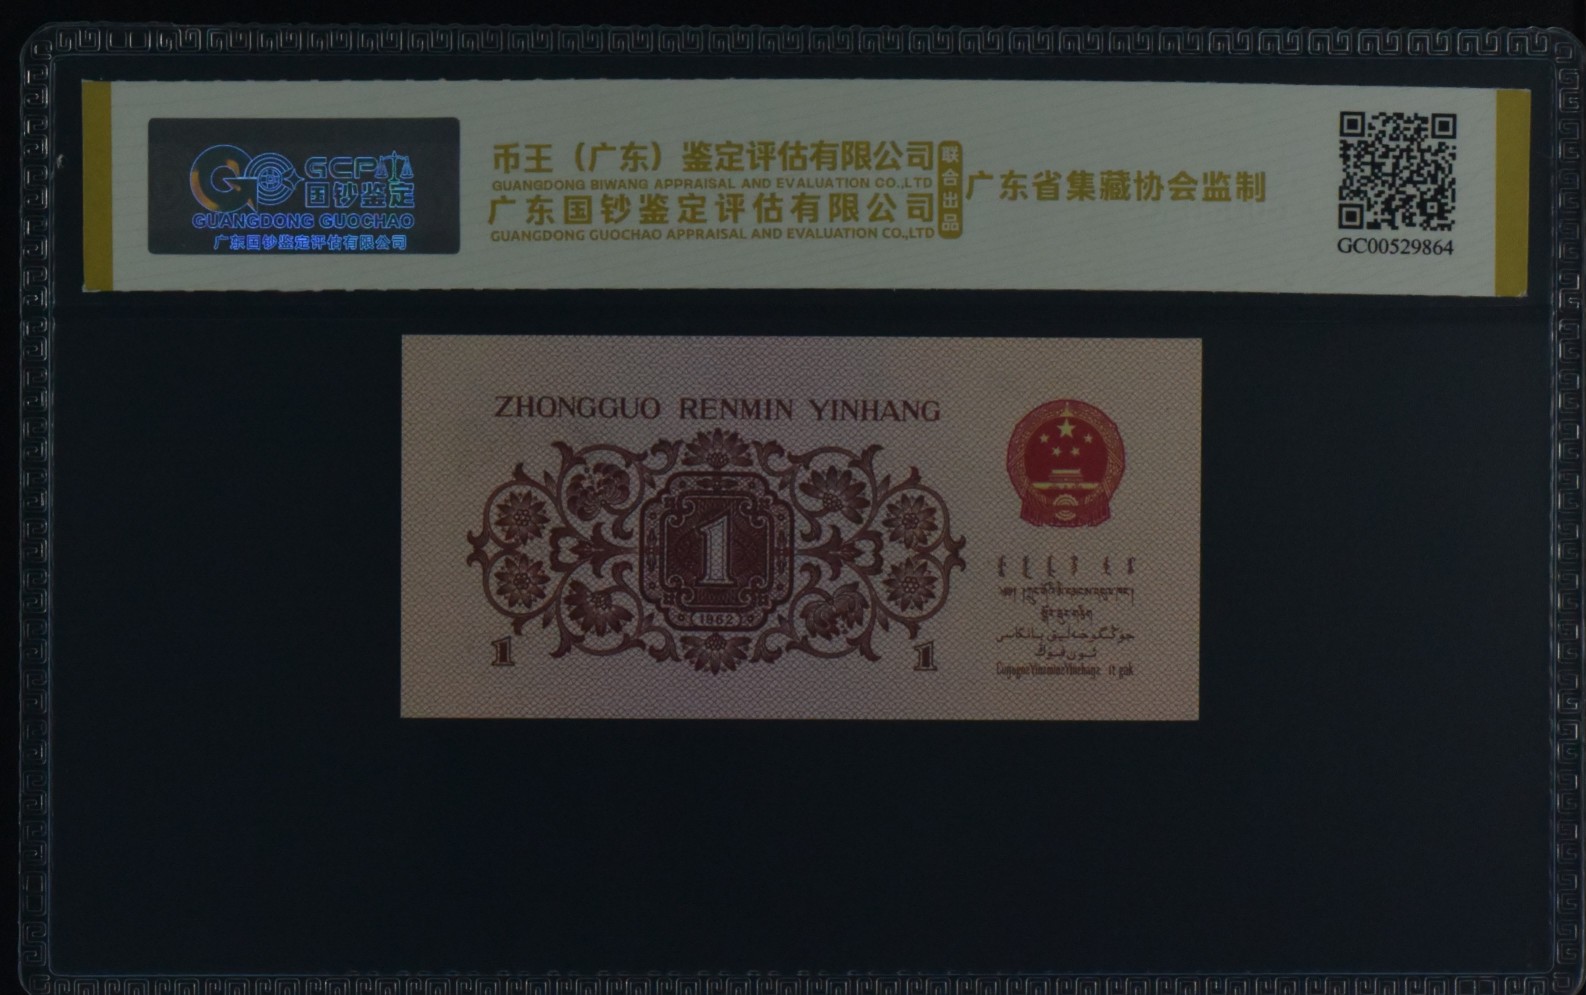 GCP
国钞鉴定
GUANGDONG GUOCHAO
广东国钞鉴定评估有限公司
币王（广东）鉴定评估有限公司
GUANGDONG BIWANG APPRAISAL AND EVALUATION CO.,LTD
广东国钞鉴定评估有限公司
GUANGDONG GUOCHAO APPRAISAL AND EVALUATION CO.,LTD
联合出品
广东省集藏协会监制
GC00529864
ZHONGGUO RENMIN YINHANG
1
(1962)
1
1